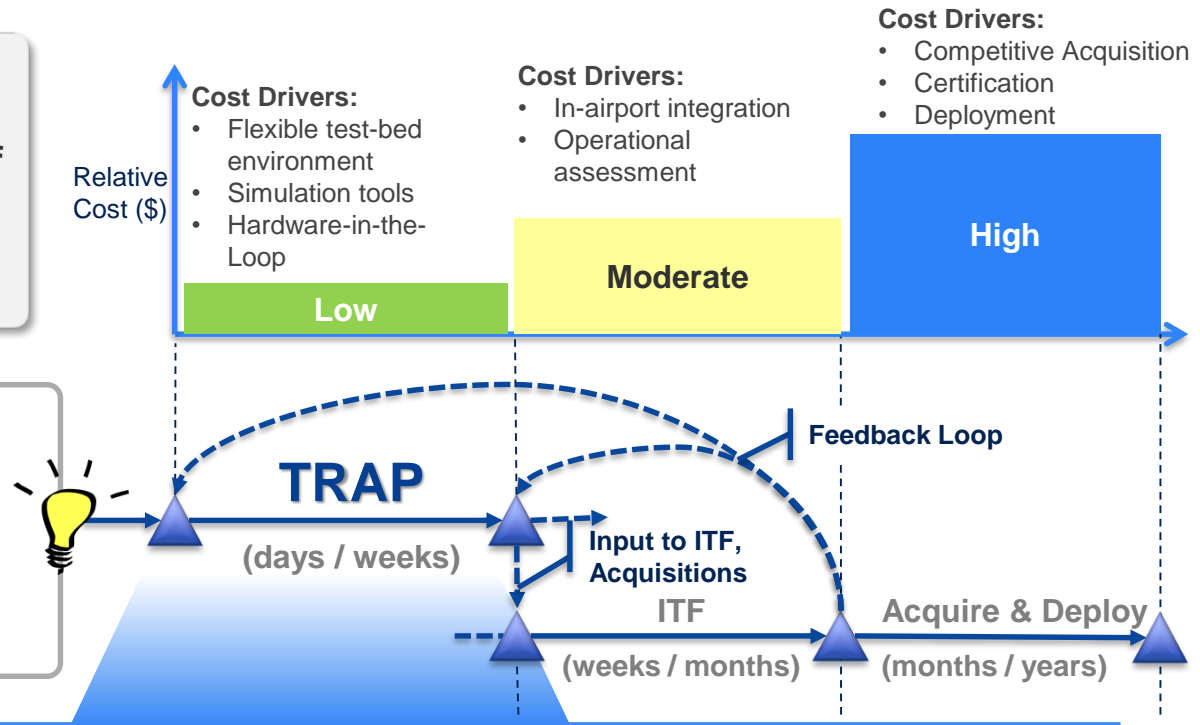 Cost Drivers:
• Flexible test-bed
environment
• Simulation tools
• Hardware-in-the-
Loop
Cost Drivers:
• In-airport integration
• Operational
assessment
Cost Drivers:
• Competitive Acquisition
• Certification
• Deployment
Relative
Cost ($)
Low
Moderate
High
TRAP
(days / weeks)
Feedback Loop
Input to ITF,
Acquisitions
ITF
(weeks / months)
Acquire & Deploy
(months / years)